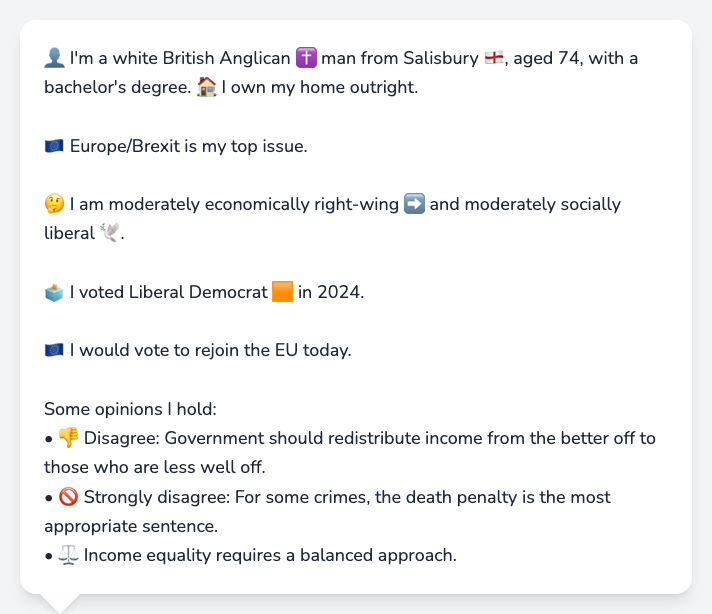 👤 I'm a white British Anglican ✝️ man from Salisbury 🏴󠁧󠁢󠁥󠁮󠁧󠁿, aged 74, with a
bachelor's degree. 🏠 I own my home outright.
🇪🇺 Europe/Brexit is my top issue.
🤔 I am moderately economically right-wing ➡️ and moderately socially
liberal 🕊️.
🗳️ I voted Liberal Democrat 🟧 in 2024.
🇪🇺 I would vote to rejoin the EU today.
Some opinions I hold:
• 👎 Disagree: Government should redistribute income from the better off to
those who are less well off.
• 🚫 Strongly disagree: For some crimes, the death penalty is the most
appropriate sentence.
• ⚖️ Income equality requires a balanced approach.